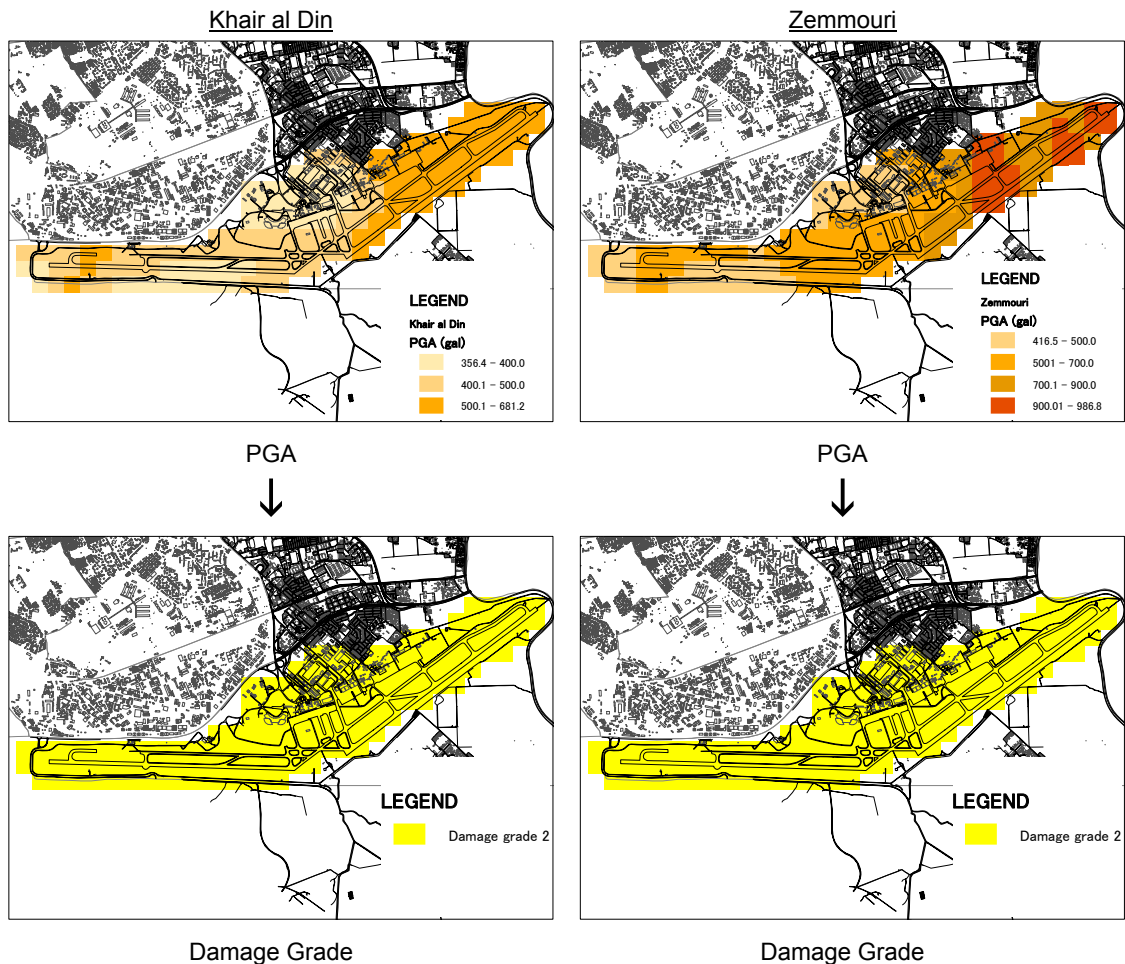 Khair al Din
Zemmouri
LEGEND
Khair al Din
PGA (gal)
356.4 – 400.0
400.1 – 500.0
500.1 – 681.2
LEGEND
Zemmouri
PGA (gal)
416.5 – 500.0
5001 – 700.0
700.1 – 900.0
900.01 – 986.8
PGA
PGA
LEGEND
Damage grade 2
LEGEND
Damage grade 2
Damage Grade
Damage Grade